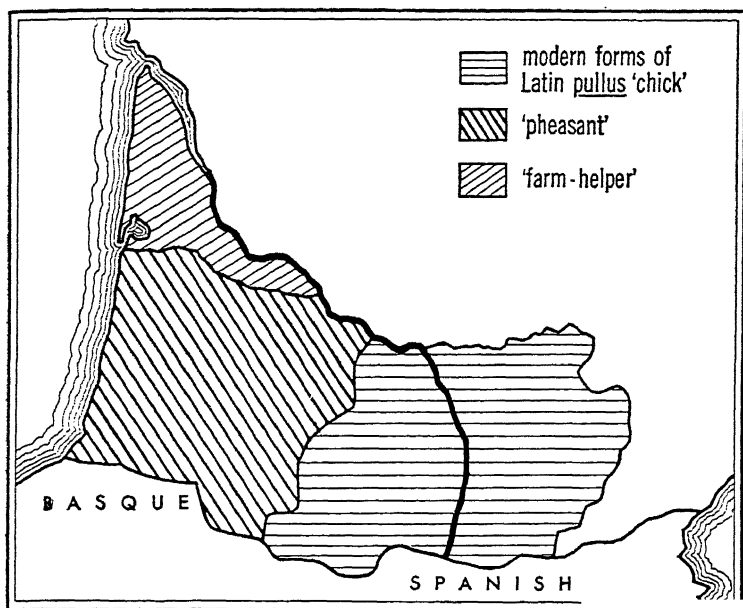 modern forms of
Latin pullus 'chick'
'pheasant'
'farm-helper'
BASQUE
SPANISH